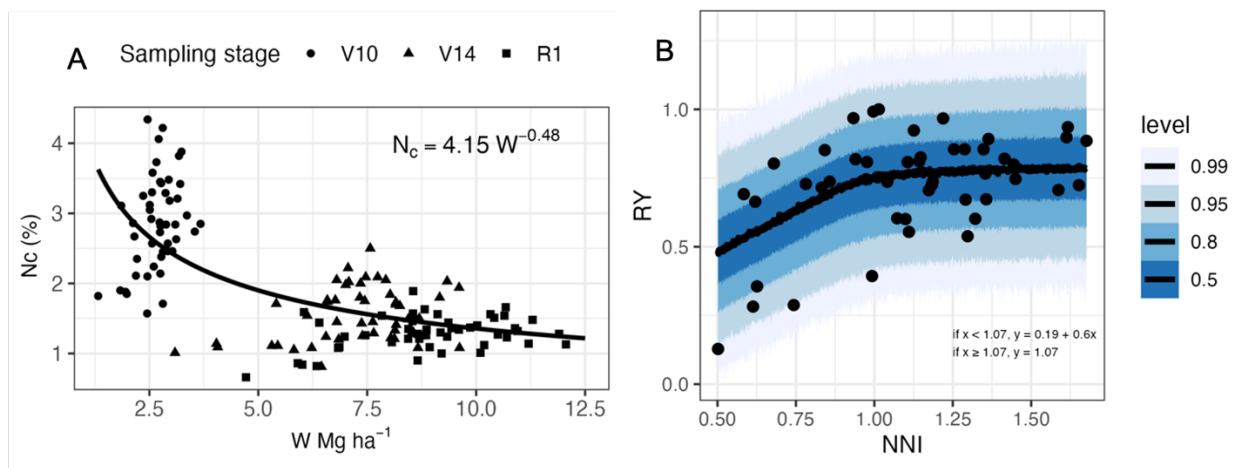 A Sampling stage ● V10 ▲ V14 ■ R1
N_c = 4.15 W^−0.48
4
3
2
1
Nc (%)
2.5 5.0 7.5 10.0 12.5
W Mg ha^−1
B
1.0
0.5
0.0
RY
if x < 1.07, y = 0.19 + 0.6x
if x ≥ 1.07, y = 1.07
0.50 0.75 1.00 1.25 1.50
NNI
level
0.99
0.95
0.8
0.5